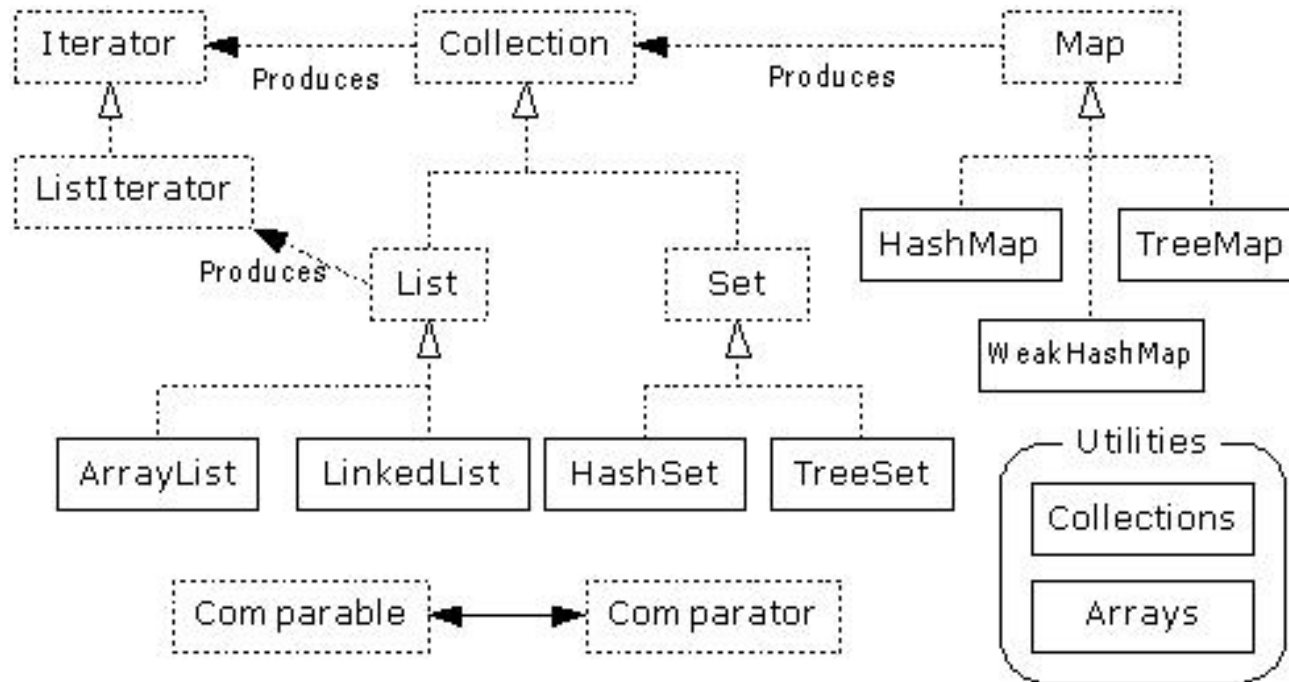 Iterator
Collection
Map
Produces
Produces
ListIterator
HashMap
TreeMap
Produces
List
Set
WeakHashMap
ArrayList
LinkedList
HashSet
TreeSet
Utilities
Collections
Comparable
Comparator
Arrays